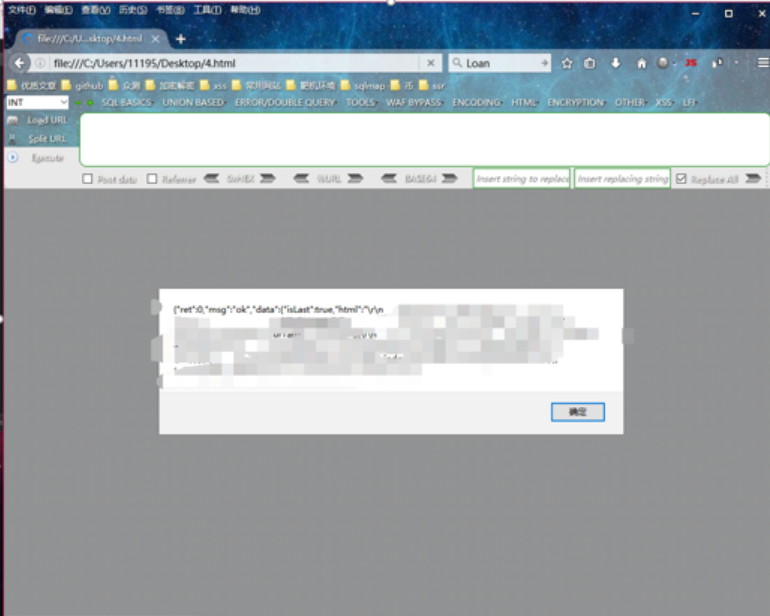 文件(F) 编辑(E) 查看(V) 历史(S) 书签(B) 工具(T) 帮助(H)
file:///C:/U...sktop/4.html
file:///C:/Users/11195/Desktop/4.html
Loan
JS
优质文章 github 众测 加密解密 xss 常用网站 靶机环境 sqlmap 币 ssr
INT SQL BASICS UNION BASED ERROR/DOUBLE QUERY TOOLS WAF BYPASS ENCODING HTML ENCRYPTION OTHER XSS LFI
Load URL
Split URL
Execute
Post data Referrer 0xHEX %URL BASE64 Insert string to replace Insert replacing string Replace All
{"ret":0,"msg":"ok","data":{"isLast":true,"html":"\r\n
确定